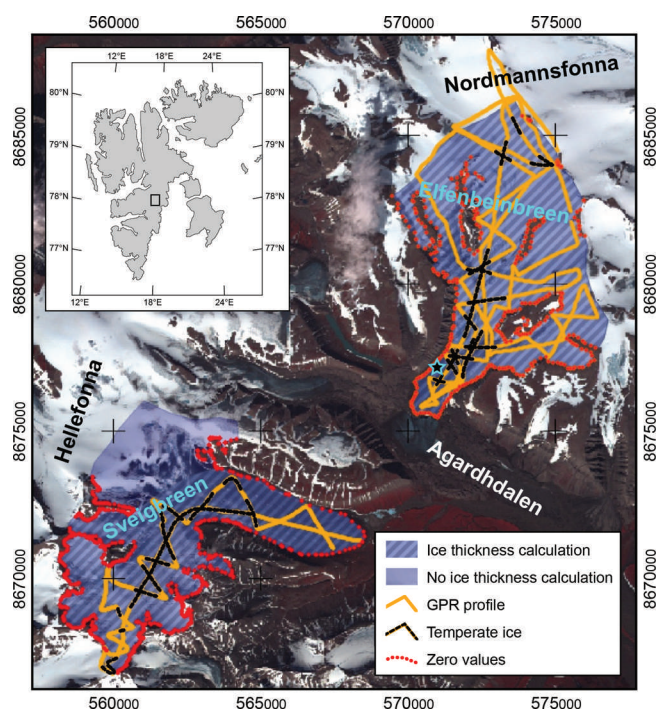 560000 565000 570000 575000
12°E 18°E 24°E
80°N 80°N
79°N 79°N
78°N 78°N
77°N 77°N
12°E 18°E 24°E
Nordmannsfonna
8685000 8685000
Elfenbeinbreen
8680000 8680000
Hellefonna
8675000 8675000
Agardhdalen
Svelgbreen
8670000 8670000
Ice thickness calculation
No ice thickness calculation
GPR profile
Temperate ice
Zero values
560000 565000 570000 575000